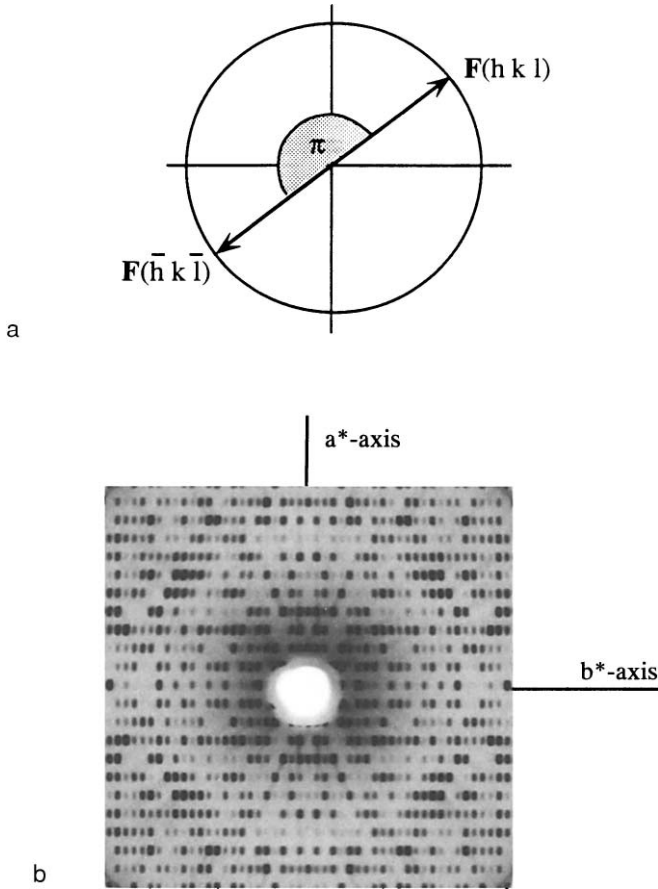 F(h k l)
π
F(h̄ k l̄)
a
a*-axis
b*-axis
b